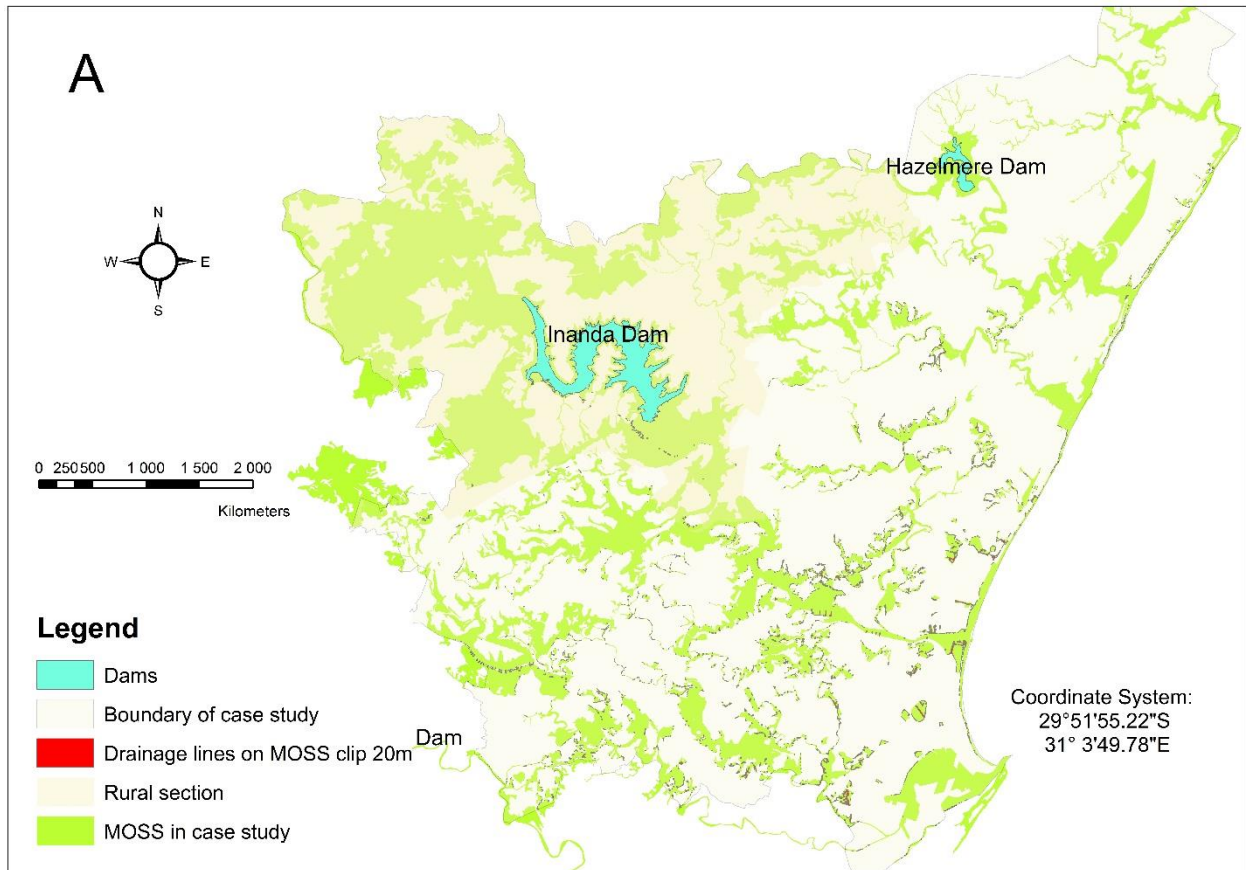 A
Hazelmere Dam
N
W E
S
Inanda Dam
0 250500 1 000 1 500 2 000
Kilometers
Legend
Dams
Boundary of case study
Drainage lines on MOSS clip 20m
Rural section
MOSS in case study
Dam
Coordinate System:
29°51'55.22"S
31° 3'49.78"E